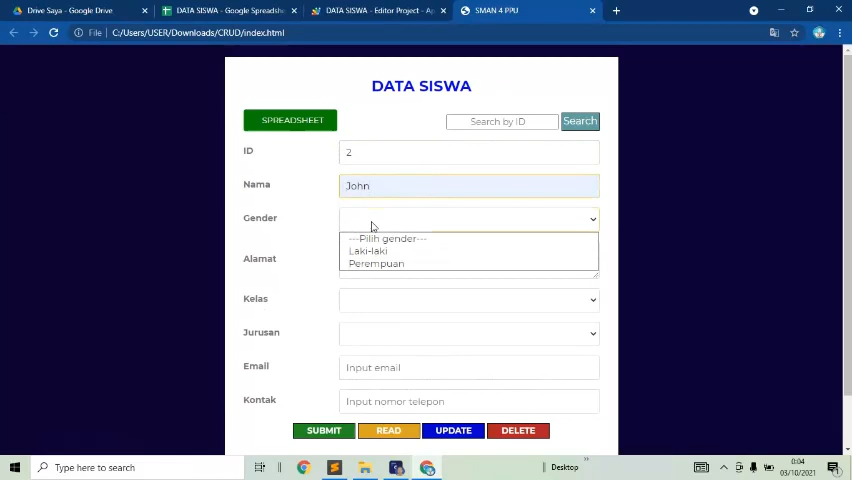 Drive Saya - Google Drive
DATA SISWA - Google Spreadsh
DATA SISWA - Editor Project - Ap
SMAN 4 PPU
File
C:/Users/USER/Downloads/CRUD/index.html
DATA SISWA
SPREADSHEET
Search by ID
Search
ID
2
Nama
John
Gender
---Pilih gender---
Laki-laki
Perempuan
Alamat
Kelas
Jurusan
Email
Input email
Kontak
Input nomor telepon
SUBMIT
READ
UPDATE
DELETE
Type here to search
Desktop
0:04
03/10/2021